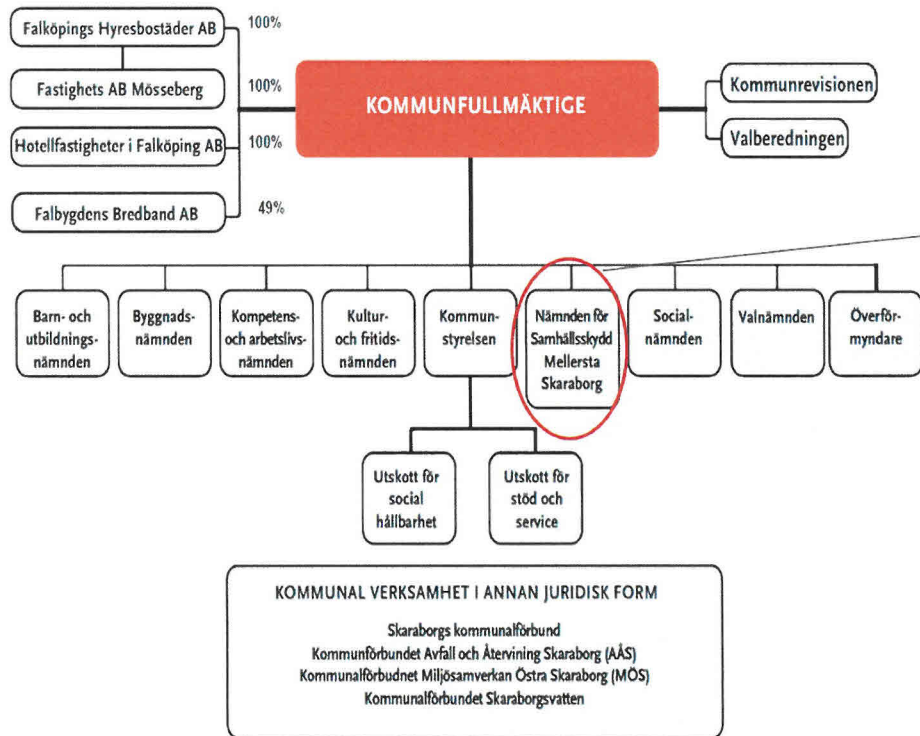 Falköpings Hyresbostäder AB
100%
Fastighets AB Mösseberg
100%
Hotellfastigheter i Falköping AB
100%
Falbygdens Bredband AB
49%
KOMMUNFULLMÄKTIGE
Kommunrevisionen
Valberedningen
Barn- och
utbildnings-
nämnden
Byggnads-
nämnden
Kompetens-
och arbetslivs-
nämnden
Kultur-
och fritids-
nämnden
Kommun-
styrelsen
Nämnden för
Samhällsskydd
Mellersta
Skaraborg
Social-
nämnden
Valnämnden
Överför-
myndare
Utskott för
social
hållbarhet
Utskott för
stöd och
service
KOMMUNAL VERKSAMHET I ANNAN JURIDISK FORM
Skaraborgs kommunalförbund
Kommunförbundet Avfall och Återvining Skaraborg (AÅS)
Kommunalförbudnet Miljösamverkan Östra Skaraborg (MÖS)
Kommunalförbundet Skaraborgsvatten